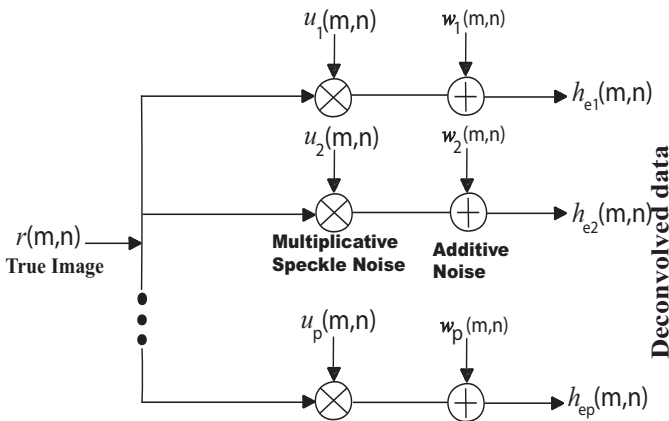 u₁(m,n)
w₁(m,n)
hₑ₁(m,n)
u₂(m,n)
w₂(m,n)
hₑ₂(m,n)
r(m,n)
True Image
Multiplicative
Speckle Noise
Additive
Noise
uₚ(m,n)
wₚ(m,n)
hₑₚ(m,n)
Deconvolved data